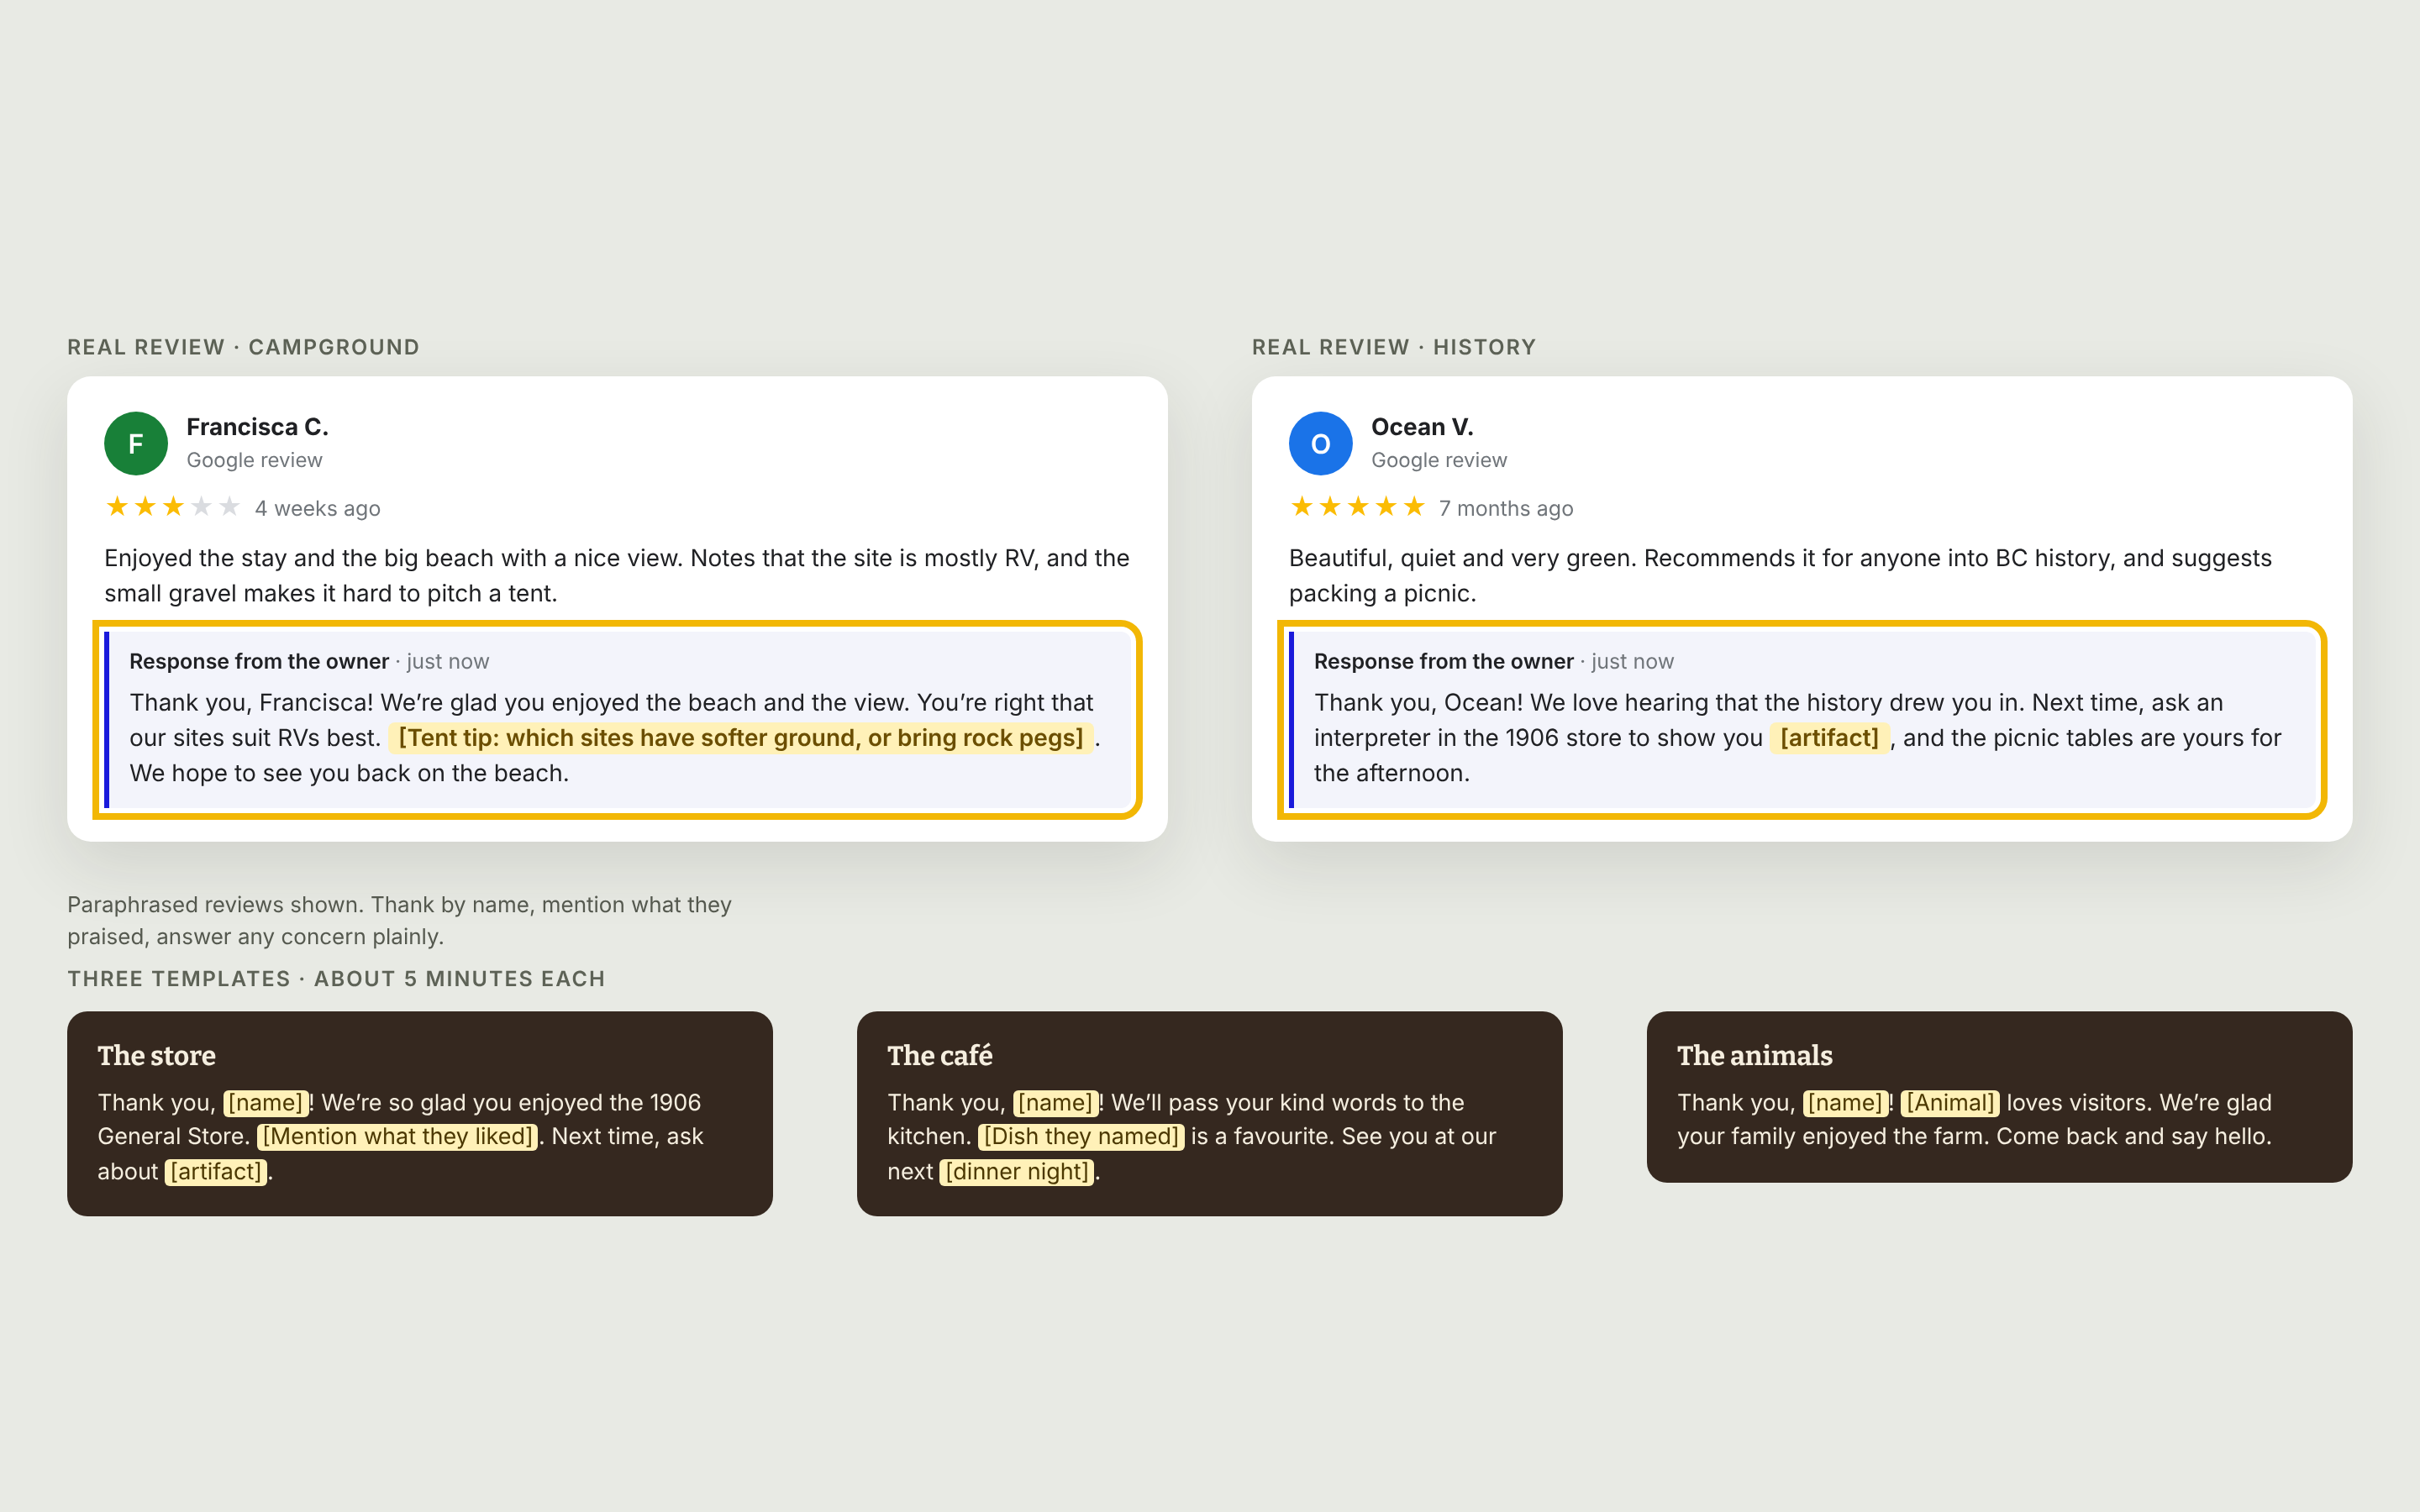 REAL REVIEW · CAMPGROUND
F
Francisca C.
Google review
★★★★★ 4 weeks ago
Enjoyed the stay and the big beach with a nice view. Notes that the site is mostly RV, and the
small gravel makes it hard to pitch a tent.
Response from the owner · just now
Thank you, Francisca! We’re glad you enjoyed the beach and the view. You’re right that
our sites suit RVs best. [Tent tip: which sites have softer ground, or bring rock pegs].
We hope to see you back on the beach.
REAL REVIEW · HISTORY
O
Ocean V.
Google review
★★★★★ 7 months ago
Beautiful, quiet and very green. Recommends it for anyone into BC history, and suggests
packing a picnic.
Response from the owner · just now
Thank you, Ocean! We love hearing that the history drew you in. Next time, ask an
interpreter in the 1906 store to show you [artifact], and the picnic tables are yours for
the afternoon.
Paraphrased reviews shown. Thank by name, mention what they
praised, answer any concern plainly.
THREE TEMPLATES · ABOUT 5 MINUTES EACH
The store
Thank you, [name]! We’re so glad you enjoyed the 1906
General Store. [Mention what they liked]. Next time, ask
about [artifact].
The café
Thank you, [name]! We’ll pass your kind words to the
kitchen. [Dish they named] is a favourite. See you at our
next [dinner night].
The animals
Thank you, [name]! [Animal] loves visitors. We’re glad
your family enjoyed the farm. Come back and say hello.